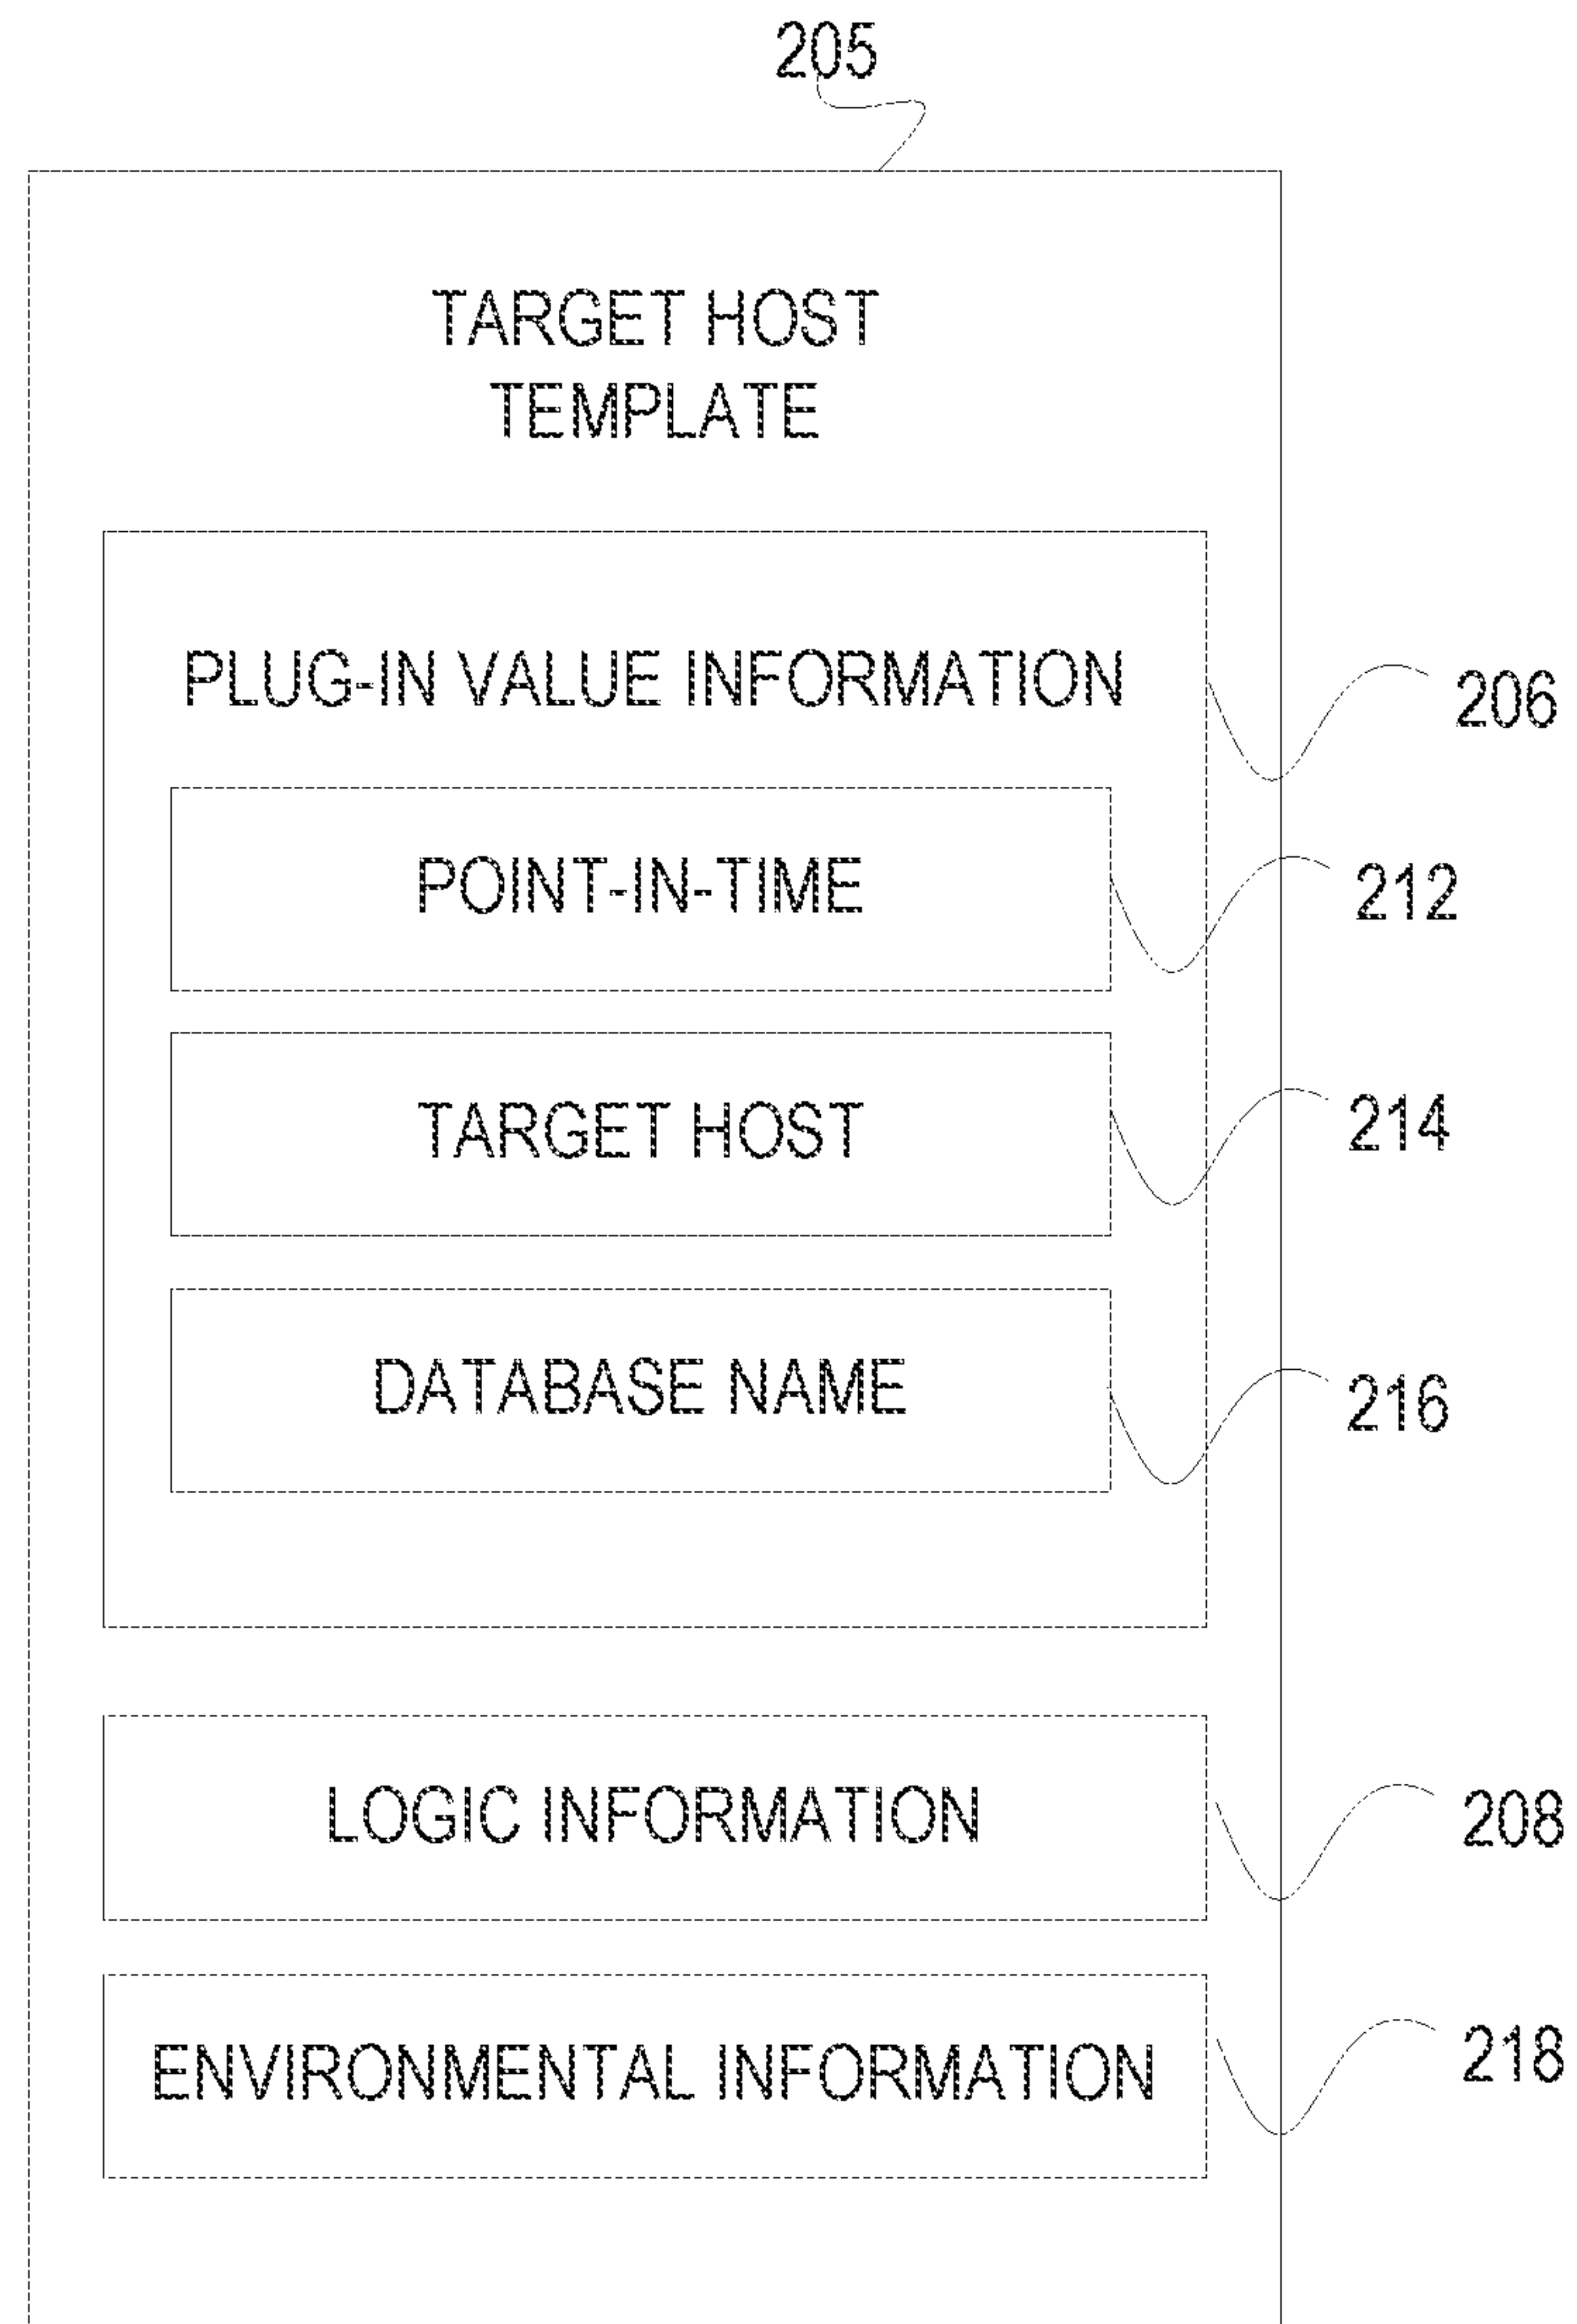 205
TARGET HOST
TEMPLATE
PLUG-IN VALUE INFORMATION
206
POINT-IN-TIME
212
TARGET HOST
214
DATABASE NAME
216
LOGIC INFORMATION
208
ENVIRONMENTAL INFORMATION
218